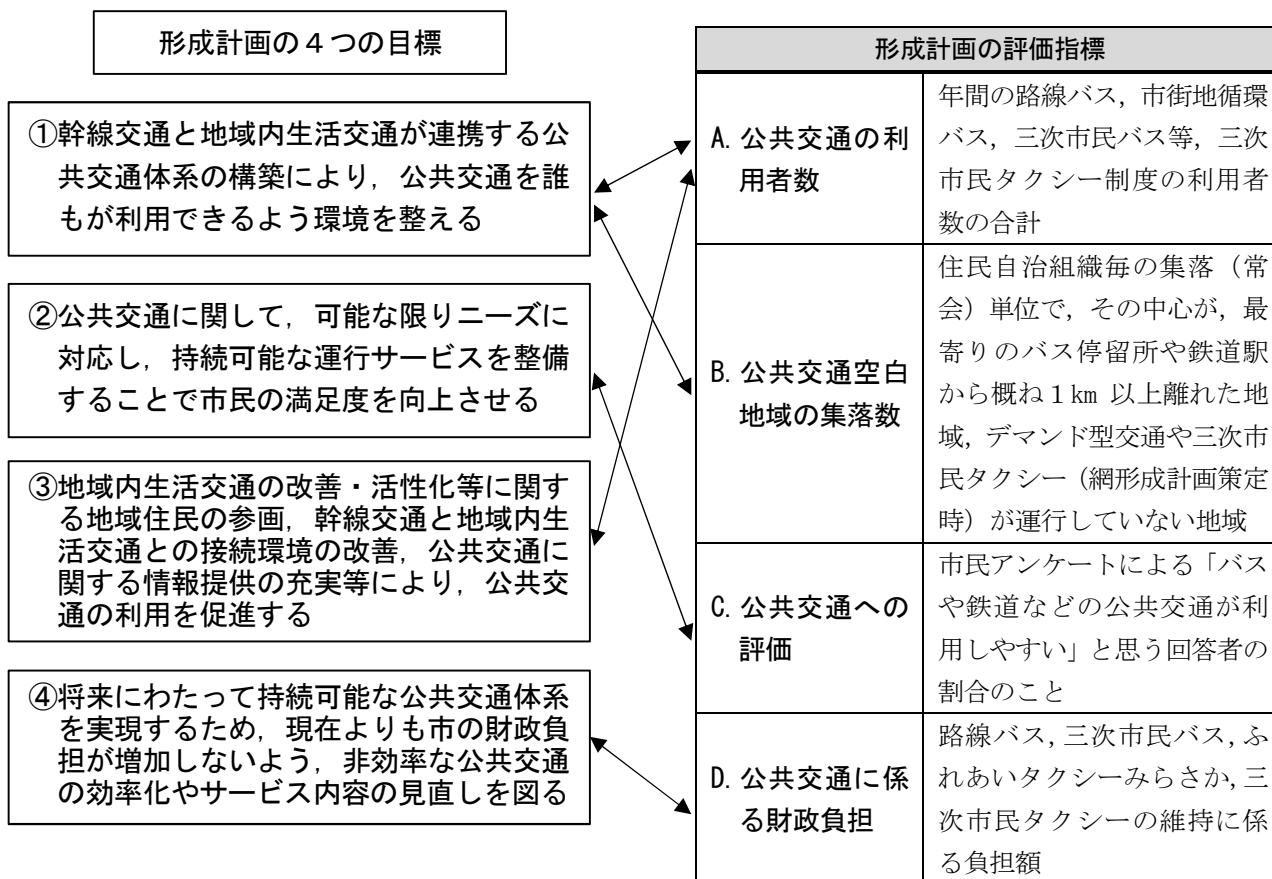 形成計画の4つの目標
①幹線交通と地域内生活交通が連携する公
共交通体系の構築により,公共交通を誰
もが利用できるよう環境を整える
②公共交通に関して,可能な限りニーズに
対応し,持続可能な運行サービスを整備
することで市民の満足度を向上させる
③地域内生活交通の改善・活性化等に関す
る地域住民の参画,幹線交通と地域内生
活交通との接続環境の改善,公共交通に
関する情報提供の充実等により,公共交
通の利用を促進する
④将来にわたって持続可能な公共交通体系
を実現するため,現在よりも市の財政負
担が増加しないよう,非効率な公共交通
の効率化やサービス内容の見直しを図る
形成計画の評価指標
A. 公共交通の利
用者数
年間の路線バス,市街地循環
バス,三次市民バス等,三次
市民タクシー制度の利用者
数の合計
B. 公共交通空白
地域の集落数
住民自治組織毎の集落(常
会)単位で,その中心が,最
寄りのバス停留所や鉄道駅
から概ね1km 以上離れた地
域,デマンド型交通や三次市
民タクシー(網形成計画策定
時)が運行していない地域
C. 公共交通への
評価
市民アンケートによる「バス
や鉄道などの公共交通が利
用しやすい」と思う回答者の
割合のこと
D. 公共交通に係
る財政負担
路線バス,三次市民バス,ふ
れあいタクシーみらさか,三
次市民タクシーの維持に係
る負担額